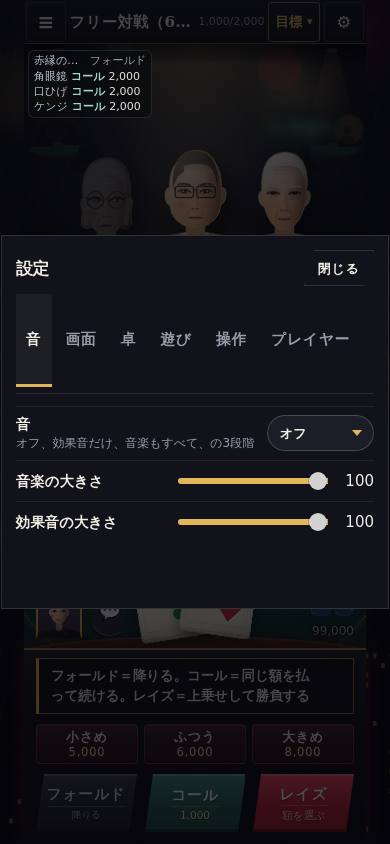 フリー対戦（6… 1,000/2,000 目標 ▾
赤縁の… フォールド
角眼鏡 コール 2,000
口ひげ コール 2,000
ケンジ コール 2,000
設定 閉じる
音 画面 卓 遊び 操作 プレイヤー
音
オフ、効果音だけ、音楽もすべて、の3段階 オフ
音楽の大きさ 100
効果音の大きさ 100
99,000
フォールド＝降りる。コール＝同じ額を払
って続ける。レイズ＝上乗せして勝負する
小さめ ふつう 大きめ
5,000 6,000 8,000
フォールド コール レイズ
降りる 1,000 額を選ぶ